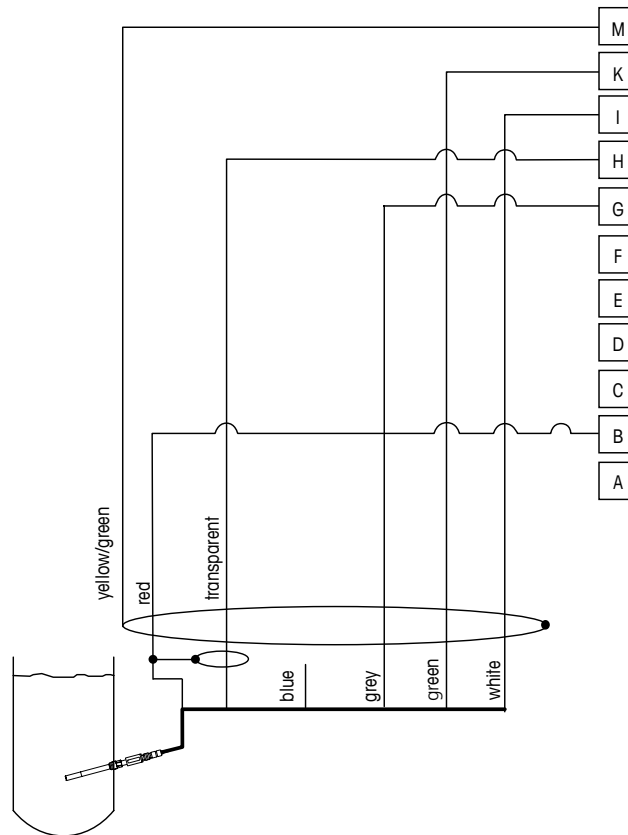 M
K
I
H
G
F
E
D
C
B
A
yellow/green
red
transparent
blue
grey
green
white